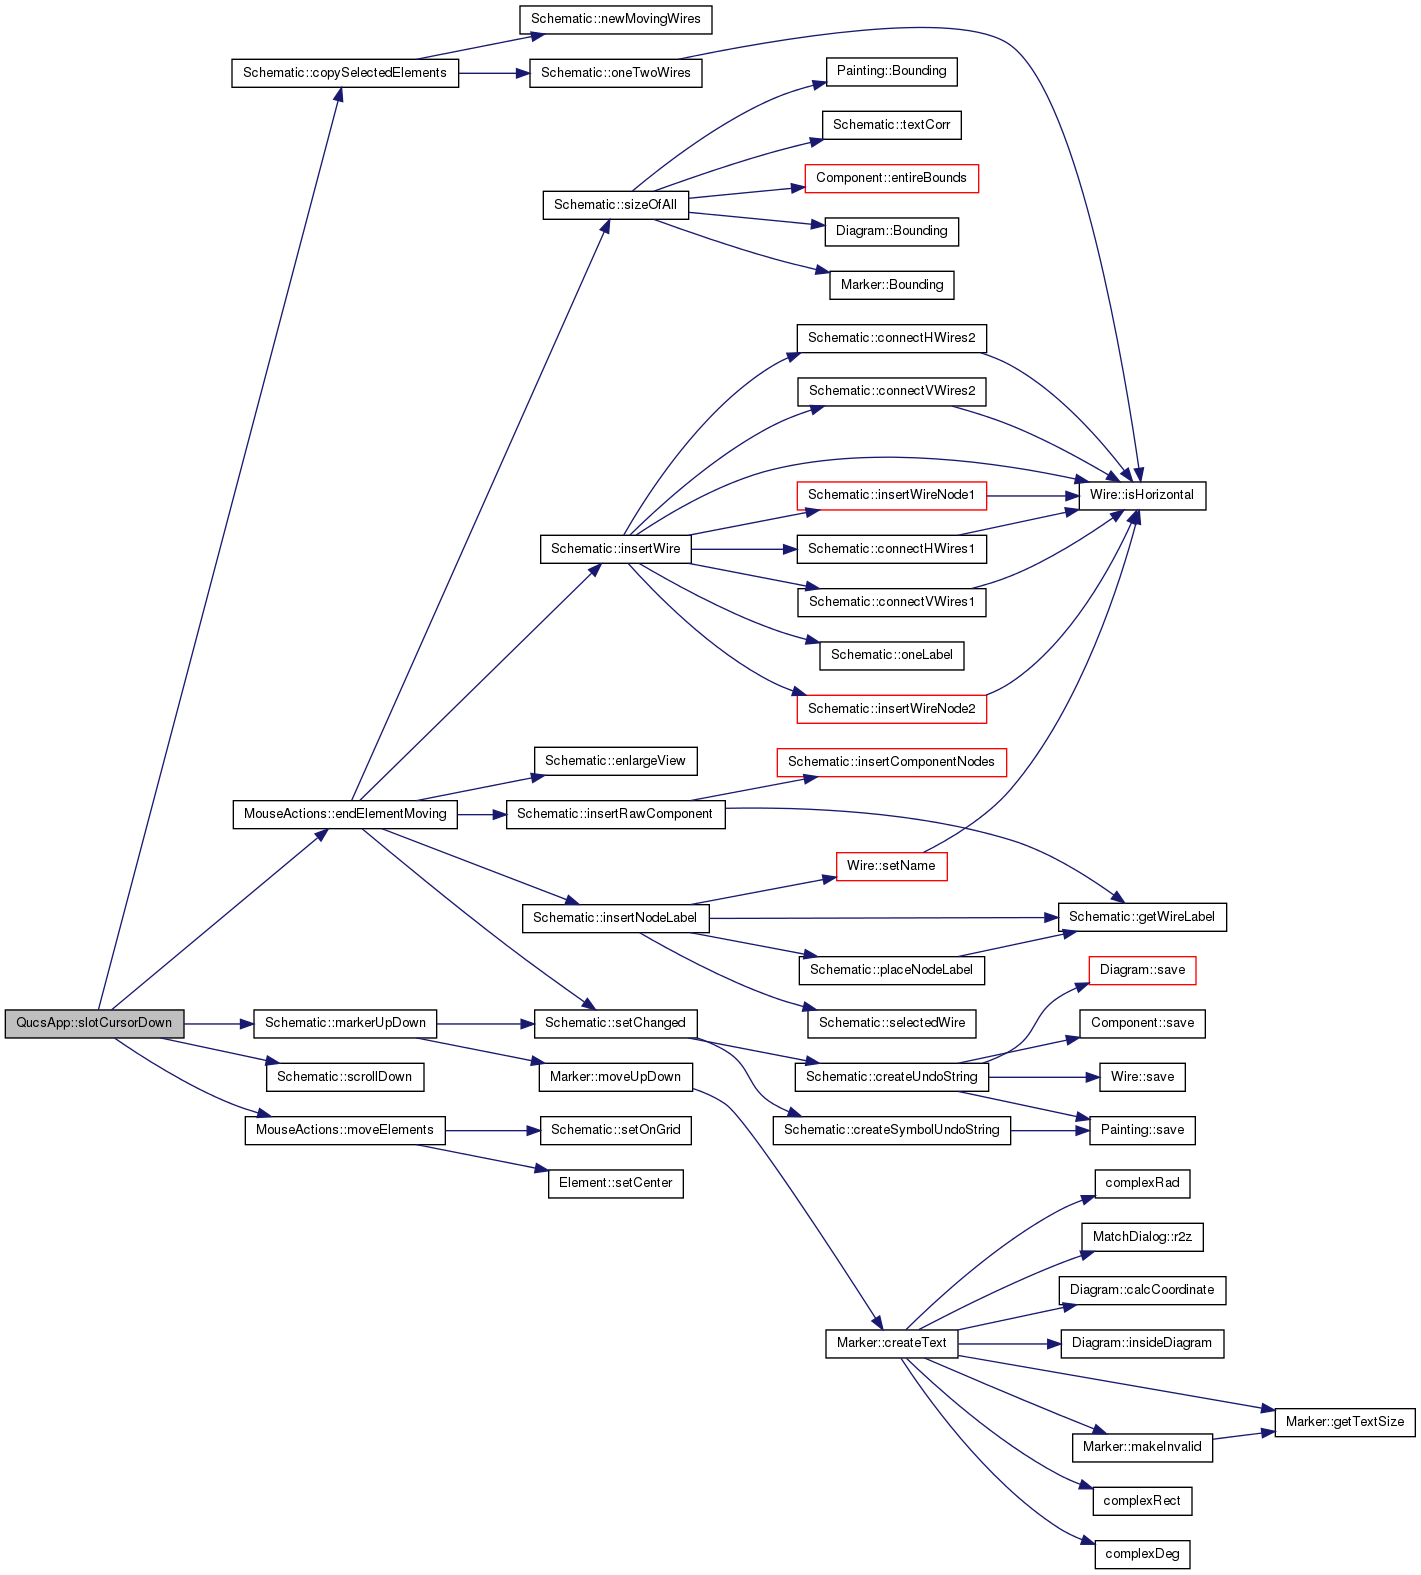 Schematic::newMovingWires
Schematic::copySelectedElements
Schematic::oneTwoWires
Painting::Bounding
Schematic::textCorr
Component::entireBounds
Schematic::sizeOfAll
Diagram::Bounding
Marker::Bounding
Schematic::connectHWires2
Schematic::connectVWires2
Schematic::insertWireNode1
Wire::isHorizontal
Schematic::insertWire
Schematic::connectHWires1
Schematic::connectVWires1
Schematic::oneLabel
Schematic::insertWireNode2
Schematic::enlargeView
Schematic::insertComponentNodes
MouseActions::endElementMoving
Schematic::insertRawComponent
Wire::setName
Schematic::insertNodeLabel
Schematic::getWireLabel
Schematic::placeNodeLabel
Diagram::save
QucsApp::slotCursorDown
Schematic::markerUpDown
Schematic::setChanged
Schematic::selectedWire
Component::save
Schematic::scrollDown
Marker::moveUpDown
Schematic::createUndoString
Wire::save
MouseActions::moveElements
Schematic::setOnGrid
Schematic::createSymbolUndoString
Painting::save
Element::setCenter
complexRad
MatchDialog::r2z
Diagram::calcCoordinate
Marker::createText
Diagram::insideDiagram
Marker::getTextSize
Marker::makeInvalid
complexRect
complexDeg